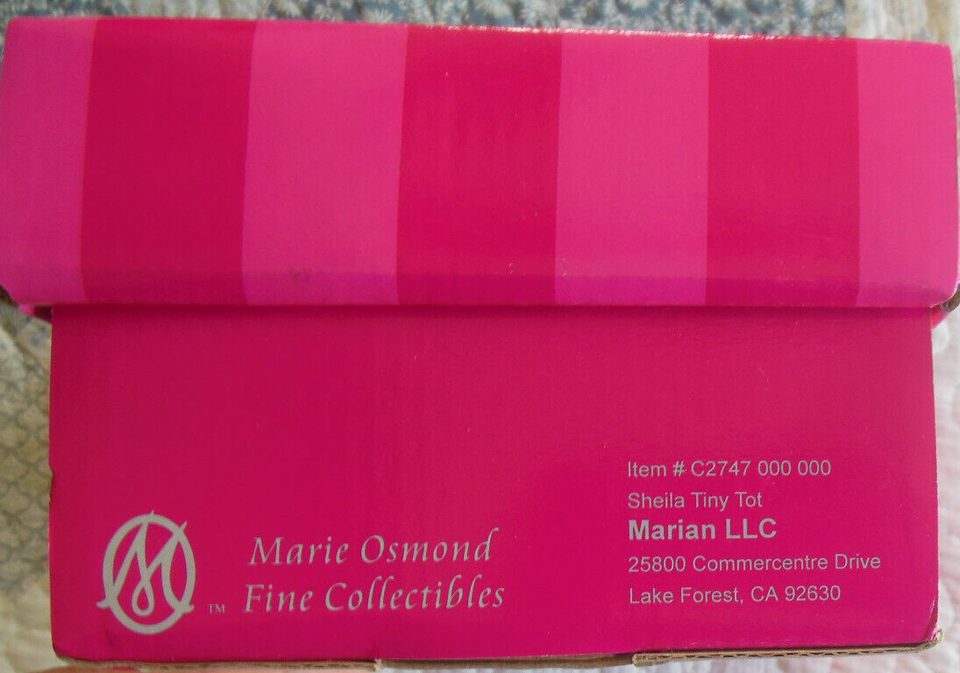 Item # C2747 000 000
Sheila Tiny Tot
Marian LLC
25800 Commercentre Drive
Lake Forest, CA 92630
Marie Osmond
Fine Collectibles
TM